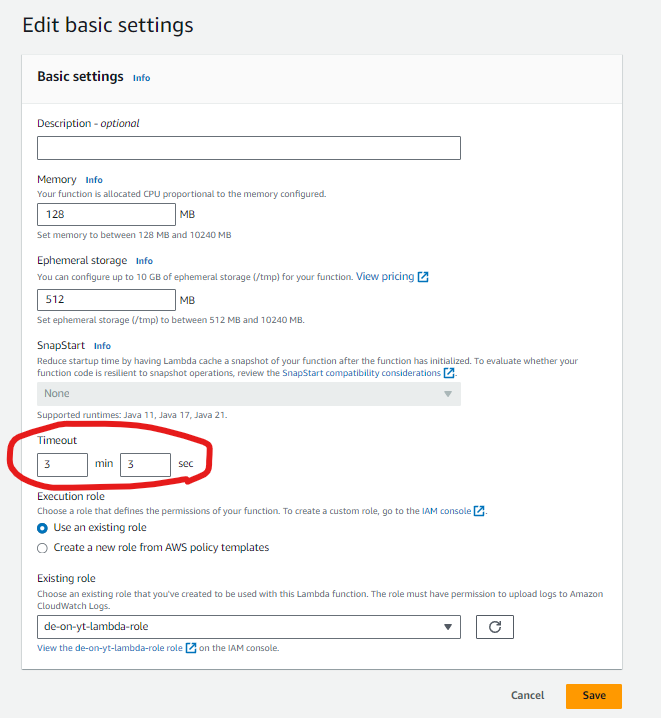 Edit basic settings
Basic settings Info
Description - optional
Memory Info
Your function is allocated CPU proportional to the memory configured.
128 MB
Set memory to between 128 MB and 10240 MB
Ephemeral storage Info
You can configure up to 10 GB of ephemeral storage (/tmp) for your function. View pricing
512 MB
Set ephemeral storage (/tmp) to between 512 MB and 10240 MB.
SnapStart Info
Reduce startup time by having Lambda cache a snapshot of your function after the function has initialized. To evaluate whether your
function code is resilient to snapshot operations, review the SnapStart compatibility considerations .
None
Supported runtimes: Java 11, Java 17, Java 21.
Timeout
3 min 3 sec
Execution role
Choose a role that defines the permissions of your function. To create a custom role, go to the IAM console .
Use an existing role
Create a new role from AWS policy templates
Existing role
Choose an existing role that you've created to be used with this Lambda function. The role must have permission to upload logs to Amazon
CloudWatch Logs.
de-on-yt-lambda-role
View the de-on-yt-lambda-role role on the IAM console.
Cancel Save